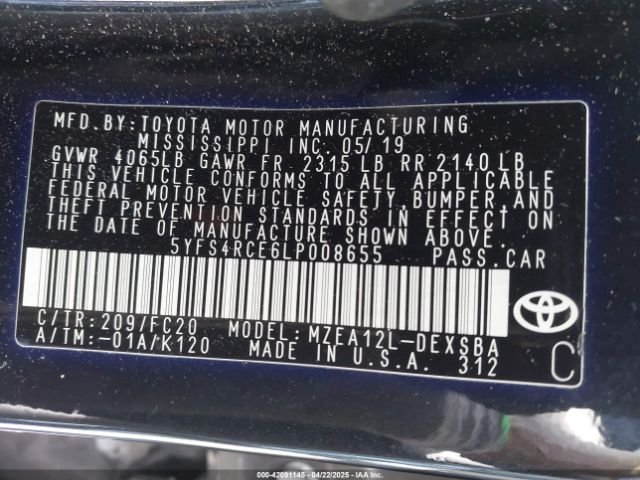 MFD.BY:TOYOTA MOTOR MANUFACTURING
MISSISSIPPI INC. 05/19
GVWR 4065LB GAWR FR 2315 LB RR 2140 LB
THIS VEHICLE CONFORMS TO ALL APPLICABLE
FEDERAL MOTOR VEHICLE SAFETY,BUMPER,AND
THEFT PREVENTION STANDARDS IN EFFECT ON
THE DATE OF MANUFACTURE SHOWN ABOVE.
5YFS4RCE6LP008655 PASS.CAR
C/TR:209/FC20 MODEL:MZEA12L-DEXSBA
A/TM:-01A/K120 MADE IN U.S.A. 312
TOYOTA
C
000-42091145 - 04/22/2025 - IAA Inc.